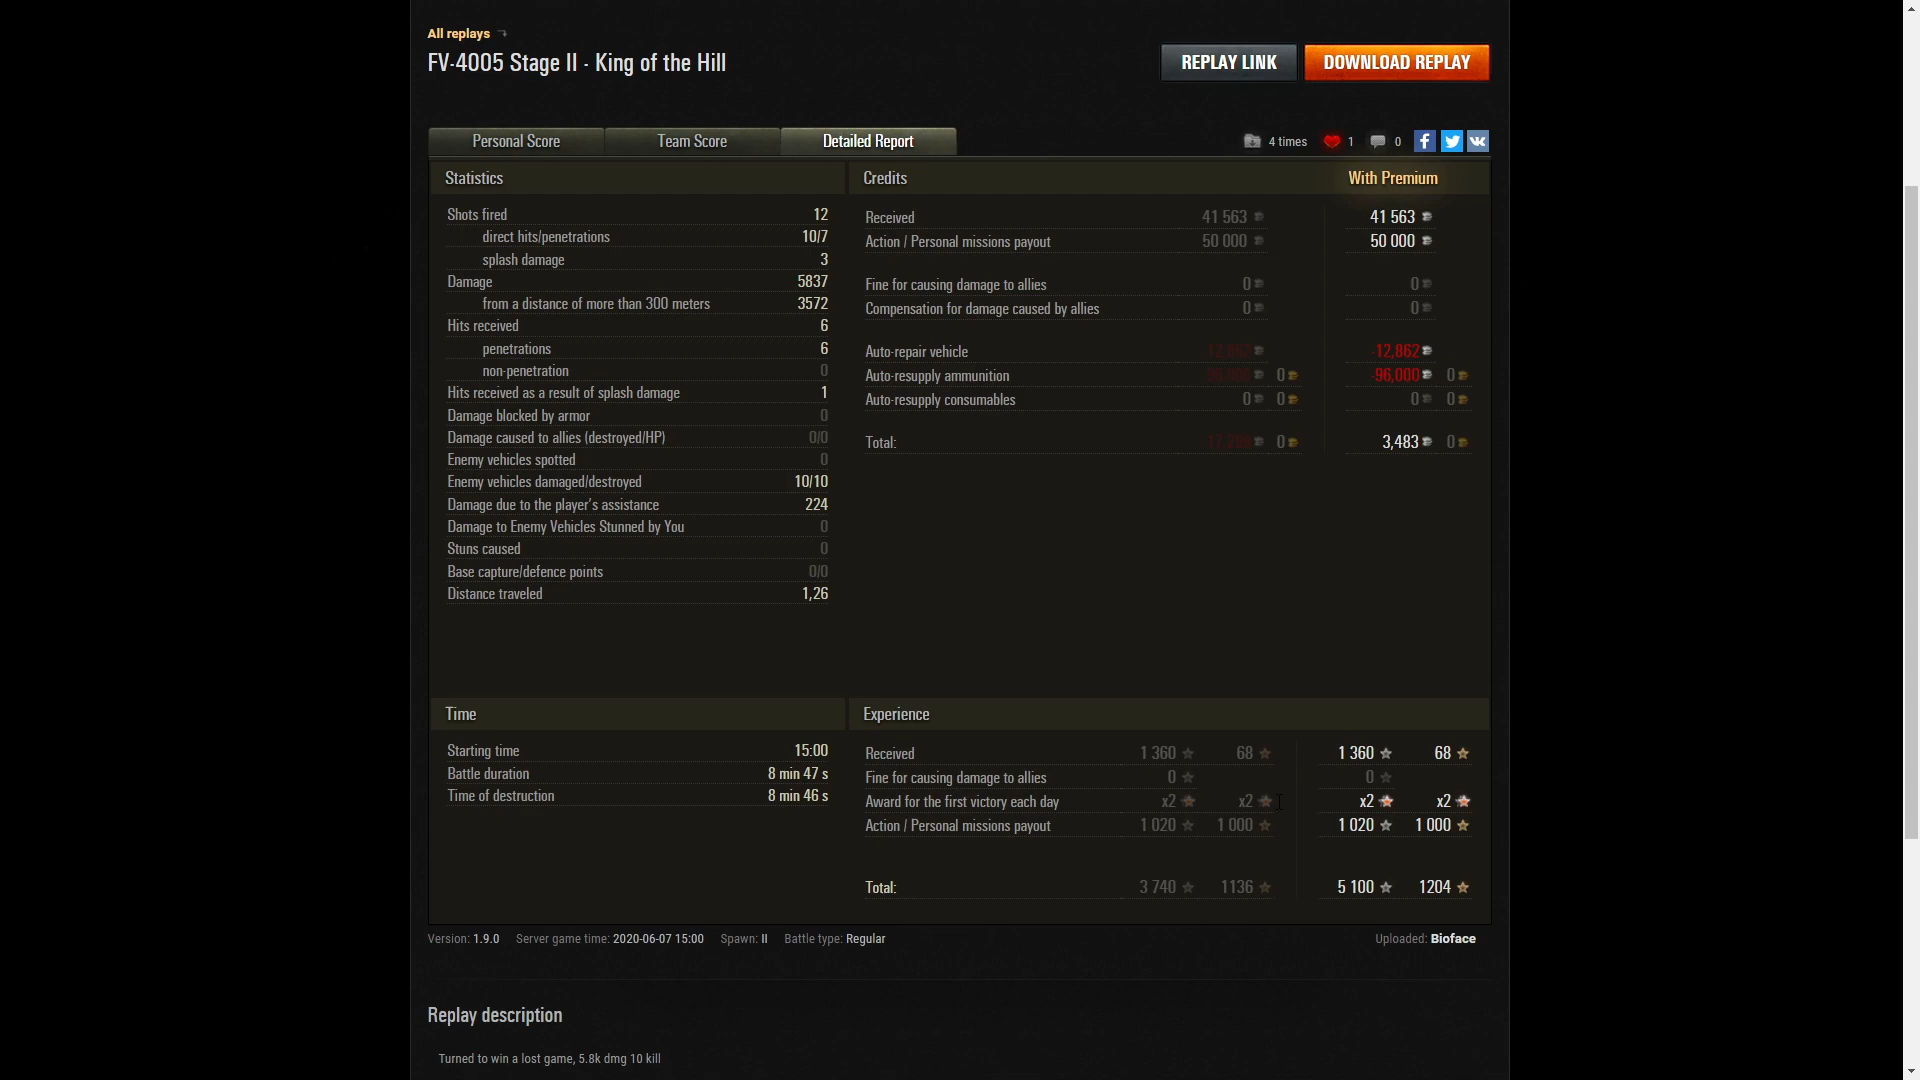 All replays
FV-4005 Stage II - King of the Hill
REPLAY LINK
DOWNLOAD REPLAY
Personal Score
Team Score
Detailed Report
4 times
1
0
Statistics
Shots fired 12
direct hits/penetrations 10/7
splash damage 3
Damage 5837
from a distance of more than 300 meters 3572
Hits received 6
penetrations 6
non-penetration 0
Hits received as a result of splash damage 1
Damage blocked by armor 0
Damage caused to allies (destroyed/HP) 0/0
Enemy vehicles spotted 0
Enemy vehicles damaged/destroyed 10/10
Damage due to the player's assistance 224
Damage to Enemy Vehicles Stunned by You 0
Stuns caused 0
Base capture/defence points 0/0
Distance traveled 1,26
Credits With Premium
Received 41 563 41 563
Action / Personal missions payout 50 000 50 000
Fine for causing damage to allies 0 0
Compensation for damage caused by allies 0 0
Auto-repair vehicle -12,862
Auto-resupply ammunition 0 -96,000 0
Auto-resupply consumables 0 0 0 0
Total: 0 3,483 0
Time
Starting time 15:00
Battle duration 8 min 47 s
Time of destruction 8 min 46 s
Experience
Received 1 360 68 1 360 68
Fine for causing damage to allies 0 0
Award for the first victory each day x2 x2 x2 x2
Action / Personal missions payout 1 020 1 000 1 020 1 000
Total: 3 740 1136 5 100 1204
Version: 1.9.0 Server game time: 2020-06-07 15:00 Spawn: II Battle type: Regular
Uploaded: Bioface
Replay description
Turned to win a lost game, 5.8k dmg 10 kill